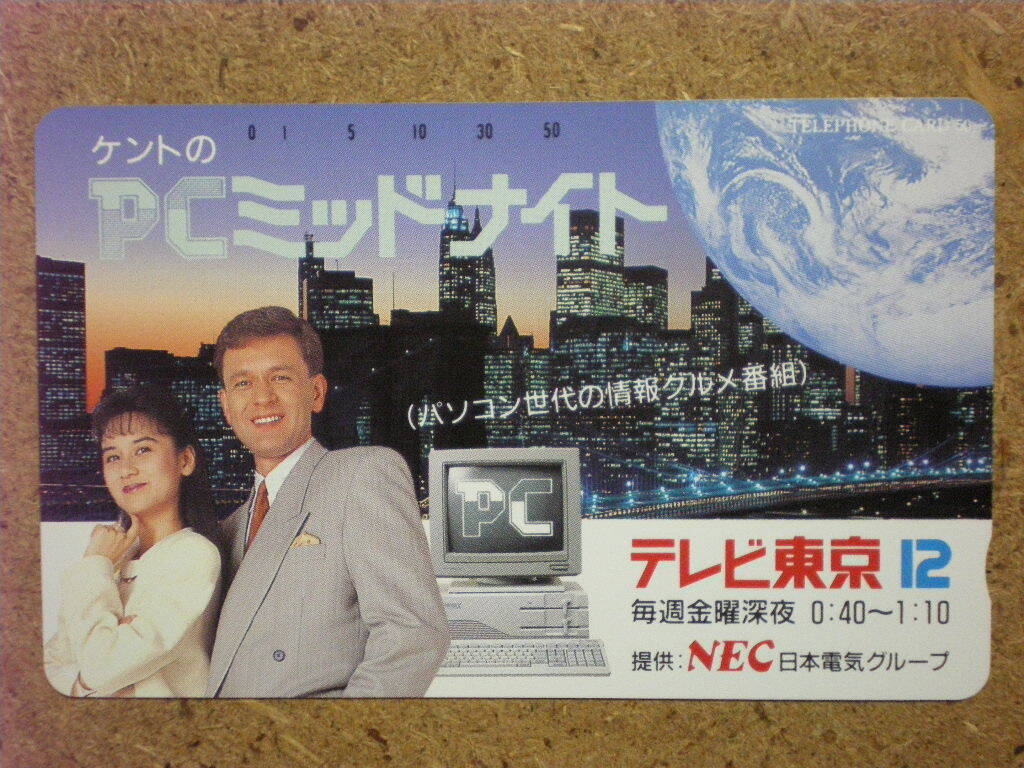 TELEPHONE CARD 50
0 1 5 10 30 50
ケントの
PCミッドナイト
(パソコン世代の情報グルメ番組)
PC
テレビ東京 12
毎週金曜深夜 0:40〜1:10
提供:NEC 日本電気グループ